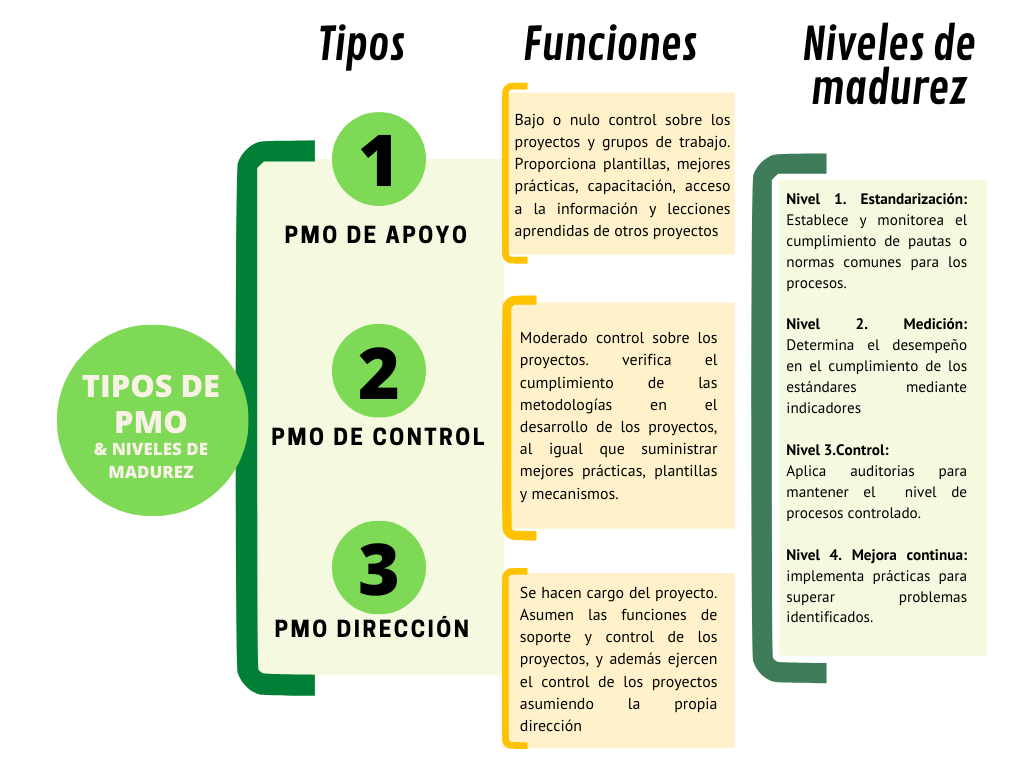 Tipos
Funciones
Niveles de
madurez
TIPOS DE
PMO
& NIVELES DE
MADUREZ
1
PMO DE APOYO
2
PMO DE CONTROL
3
PMO DIRECCIÓN
Bajo o nulo control sobre los
proyectos y grupos de trabajo.
Proporciona plantillas, mejores
prácticas, capacitación, acceso
a la información y lecciones
aprendidas de otros proyectos
Moderado control sobre los
proyectos. verifica el
cumplimiento de las
metodologías en el
desarrollo de los proyectos,
al igual que suministrar
mejores prácticas, plantillas
y mecanismos.
Se hacen cargo del proyecto.
Asumen las funciones de
soporte y control de los
proyectos, y además ejercen
el control de los proyectos
asumiendo la propia
dirección
Nivel 1. Estandarización:
Establece y monitorea el
cumplimiento de pautas o
normas comunes para los
procesos.
Nivel 2. Medición:
Determina el desempeño
en el cumplimiento de los
estándares mediante
indicadores
Nivel 3.Control:
Aplica auditorias para
mantener el nivel de
procesos controlado.
Nivel 4. Mejora continua:
implementa prácticas para
superar problemas
identificados.